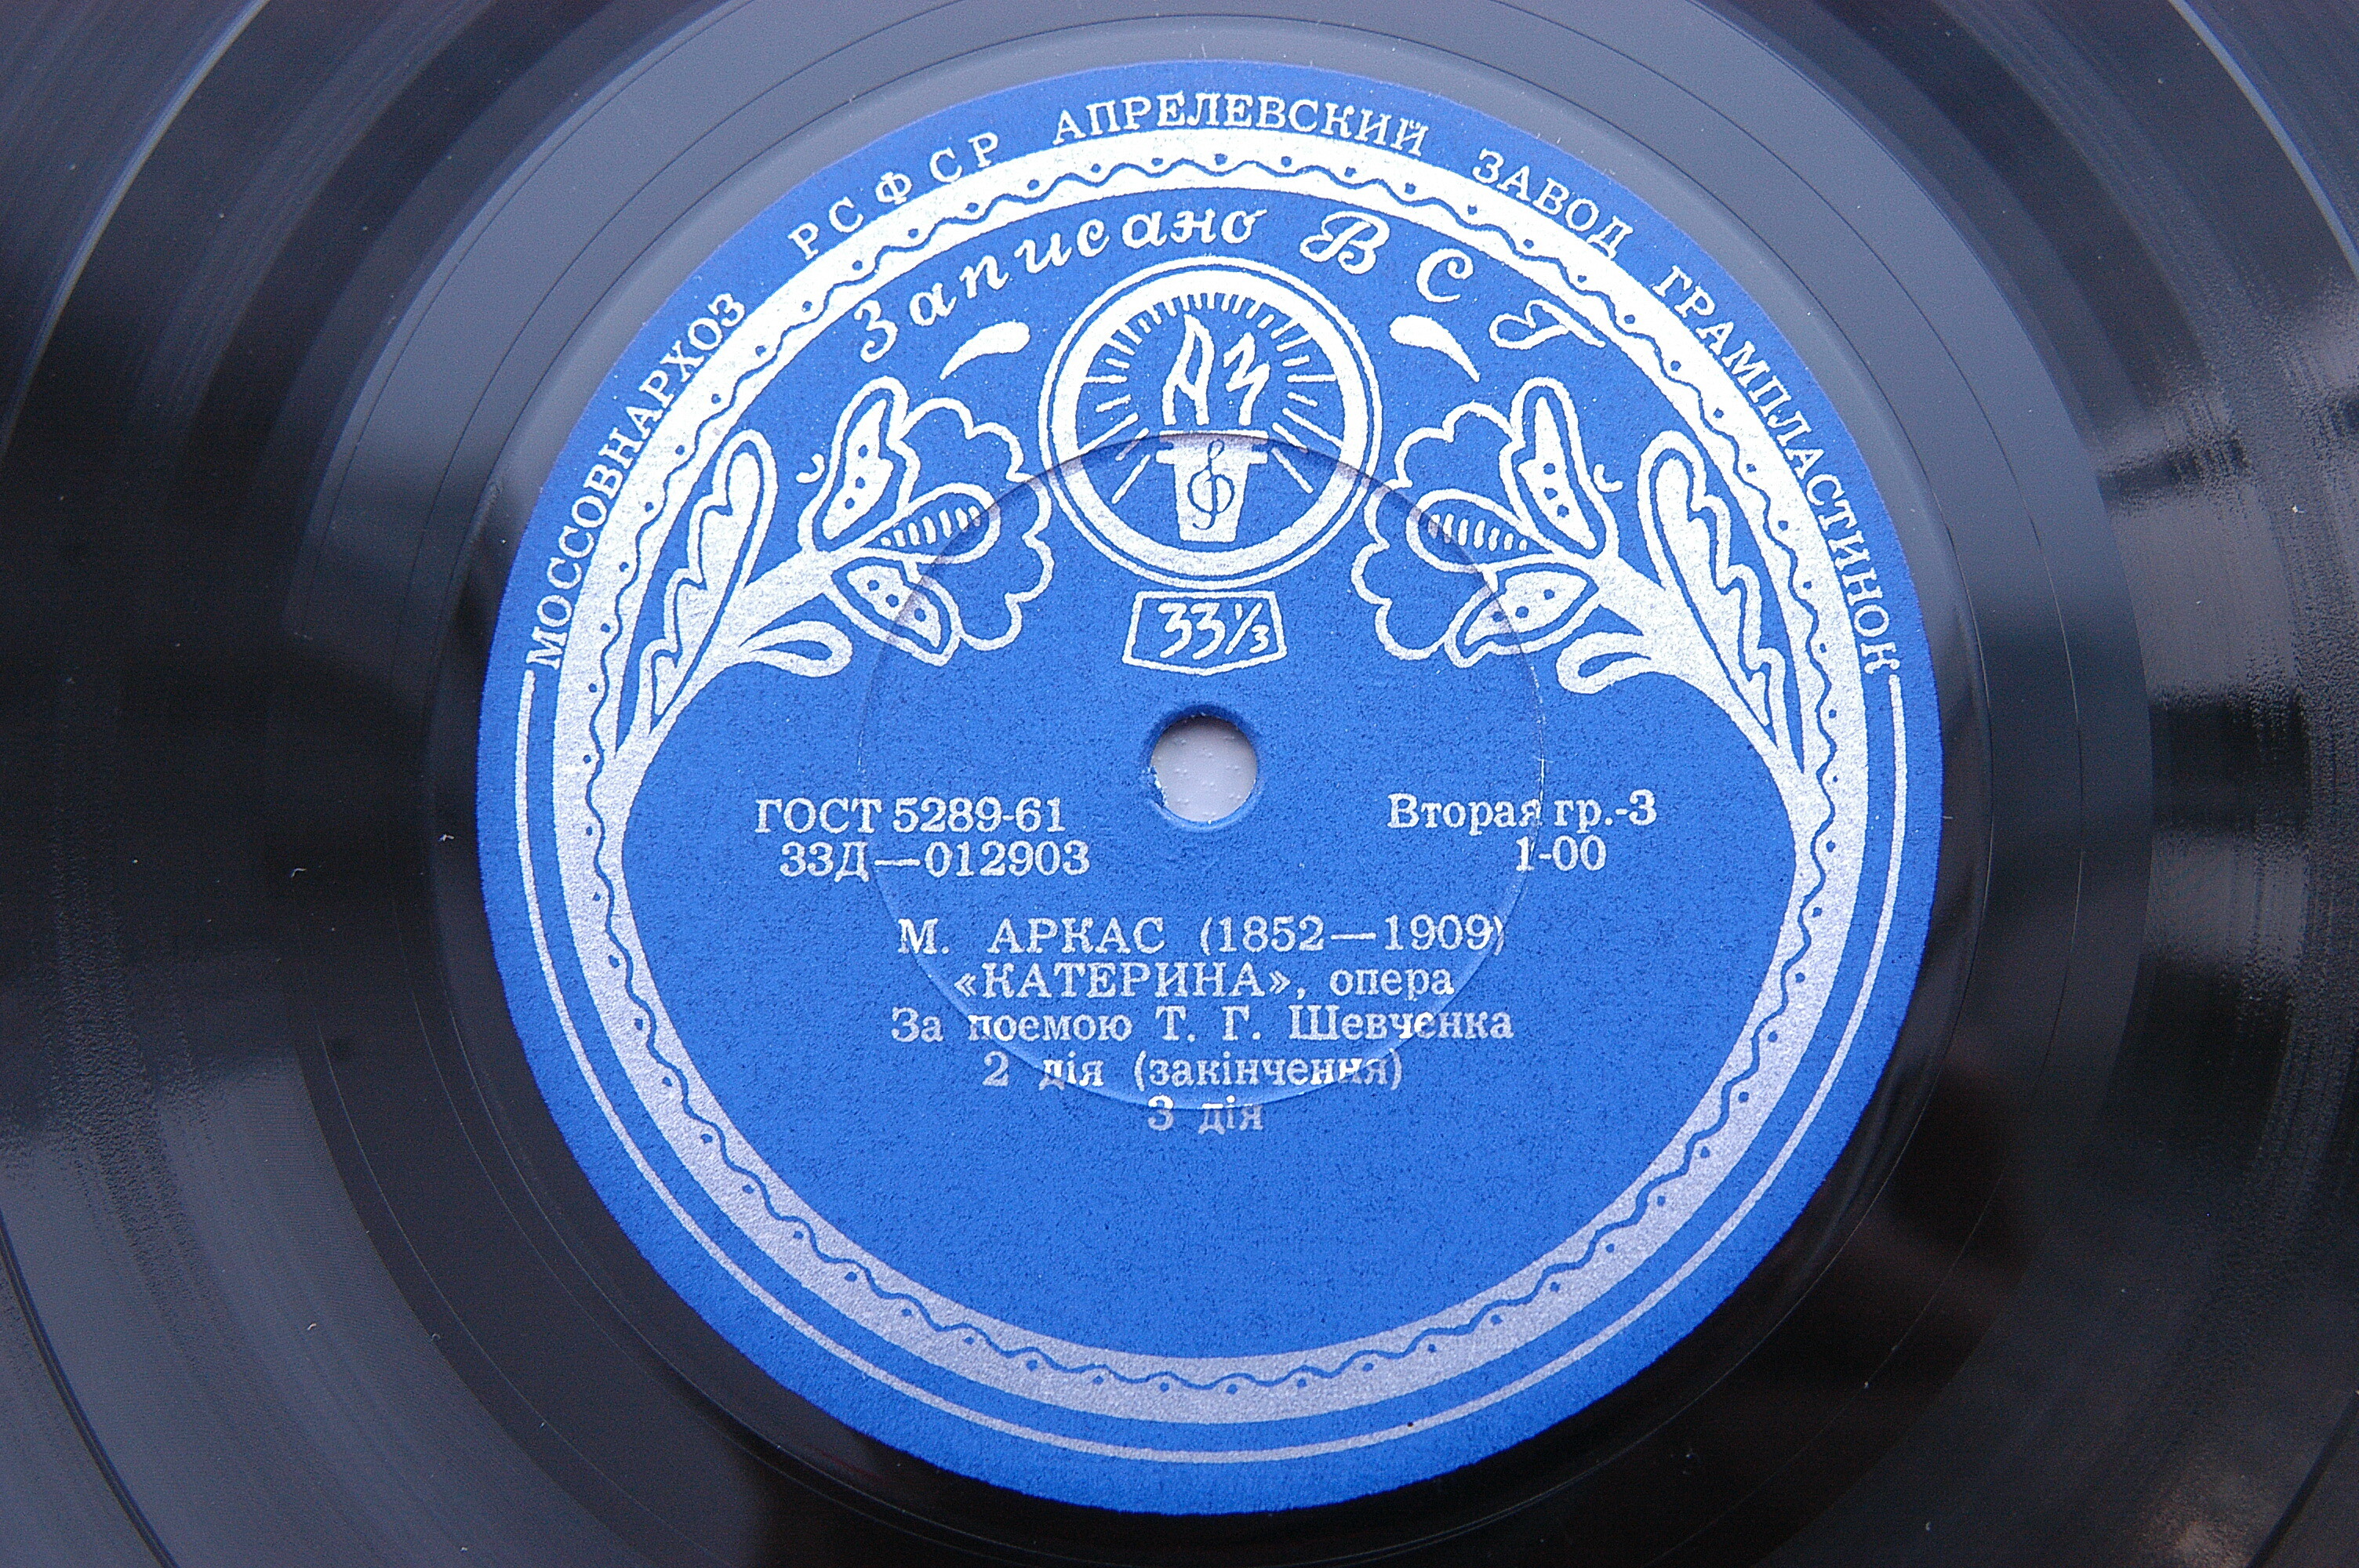 МОССОВНАРХОЗ РСФСР АПРЕЛЕВСКИЙ ЗАВОД ГРАМПЛАСТИНОК
Записано ВСГ
АЗ
33⅓
ГОСТ 5289-61
33Д—012903
Вторая гр.-3
1-00
М. АРКАС (1852—1909)
«КАТЕРИНА», опера
За поемою Т. Г. Шевченка
2 дія (закінчення)
3 дія